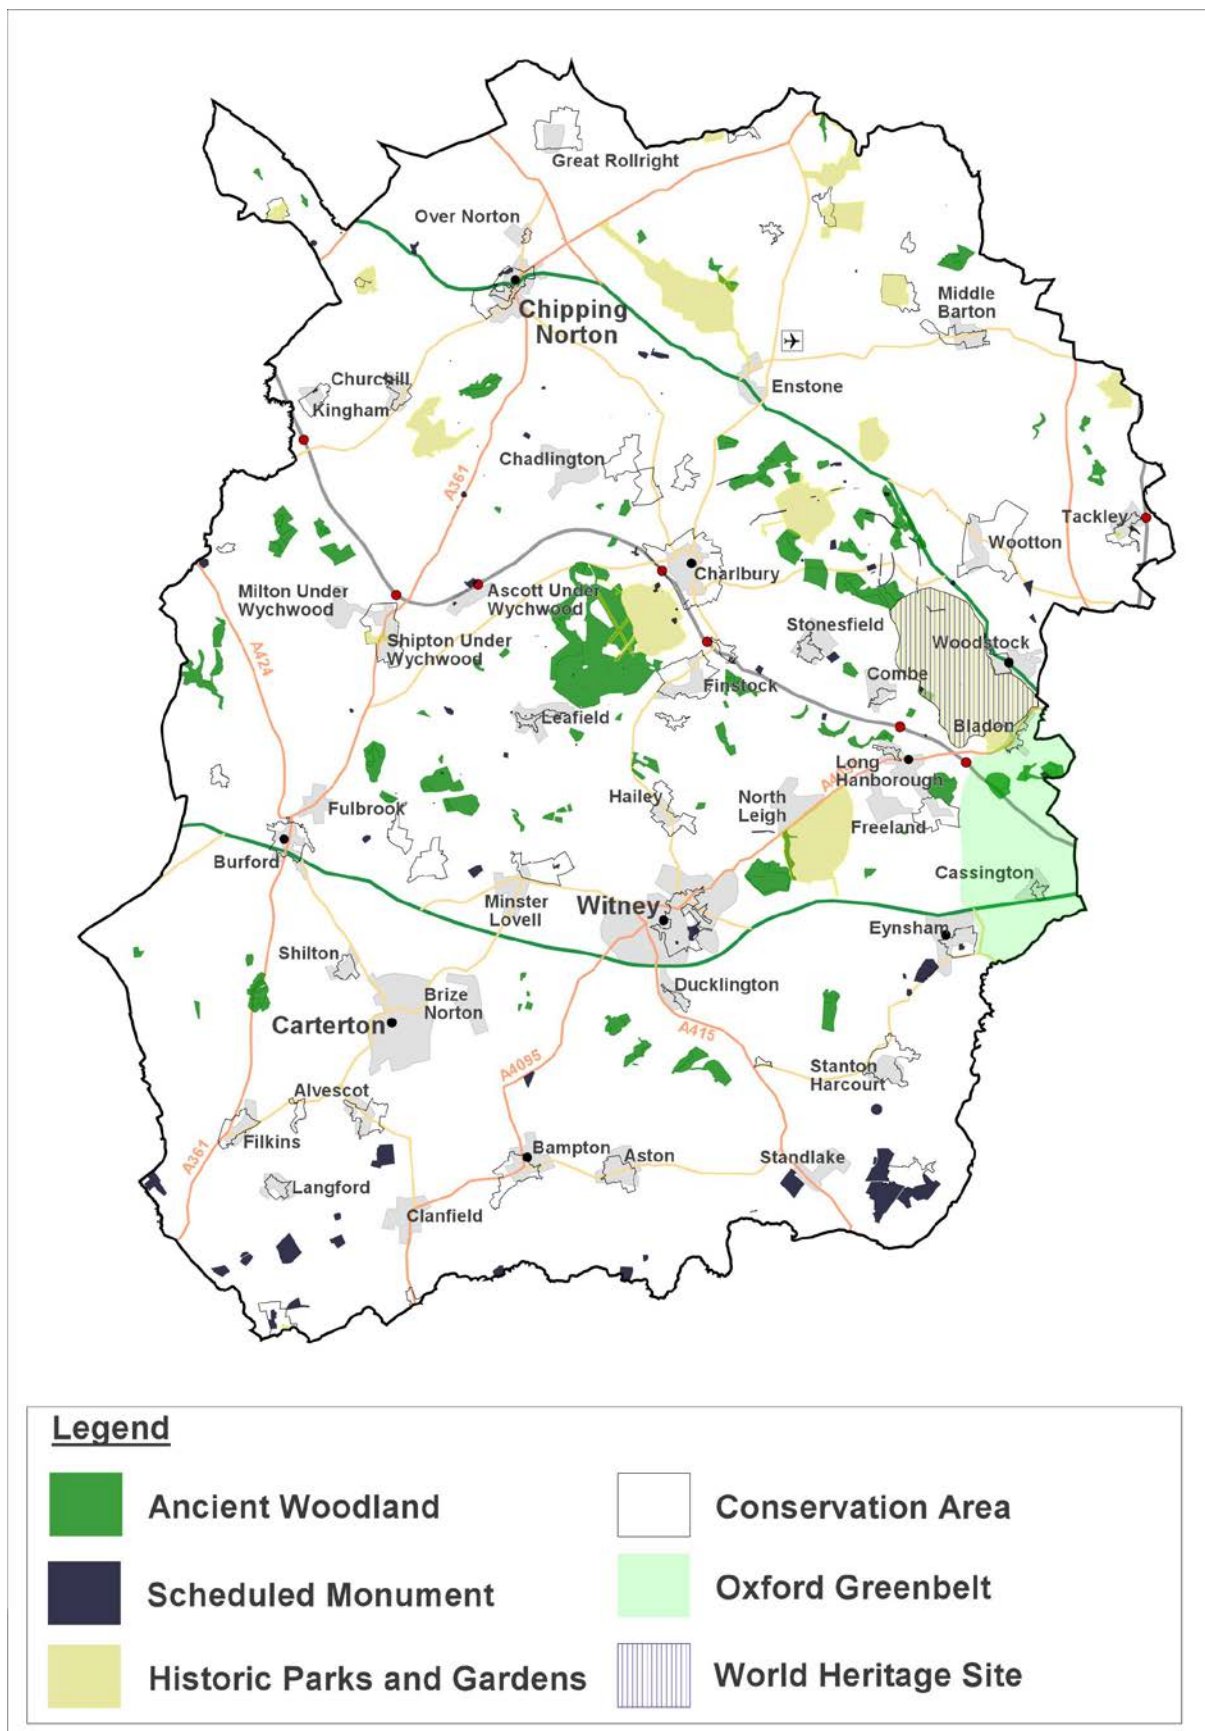 Great Rollright
Over Norton
Chipping
Norton
Middle
Barton
Enstone
Churchill
Kingham
A361
Chadlington
Tackley
Wootton
Charlbury
Milton Under
Wychwood
Ascott Under
Wychwood
Shipton Under
Wychwood
Stonesfield
Woodstock
A424
Combe
Finstock
Leafield
Bladon
Long
Hanborough
Hailey
North
Leigh
Fulbrook
Freeland
Burford
Cassington
Minster
Lovell
Witney
Eynsham
Shilton
Ducklington
Brize
Norton
Carterton
A415
A4095
Stanton
Harcourt
Alvescot
Filkins
A361
Bampton
Aston
Standlake
Langford
Clanfield
Legend
Ancient Woodland
Conservation Area
Scheduled Monument
Oxford Greenbelt
Historic Parks and Gardens
World Heritage Site